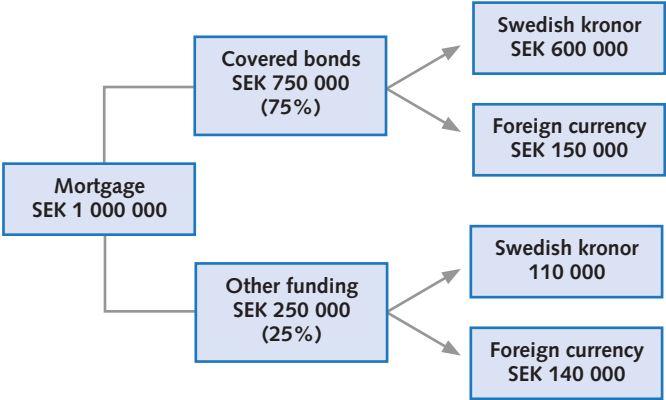 Mortgage
SEK 1 000 000
Covered bonds
SEK 750 000
(75%)
Swedish kronor
SEK 600 000
Foreign currency
SEK 150 000
Other funding
SEK 250 000
(25%)
Swedish kronor
110 000
Foreign currency
SEK 140 000